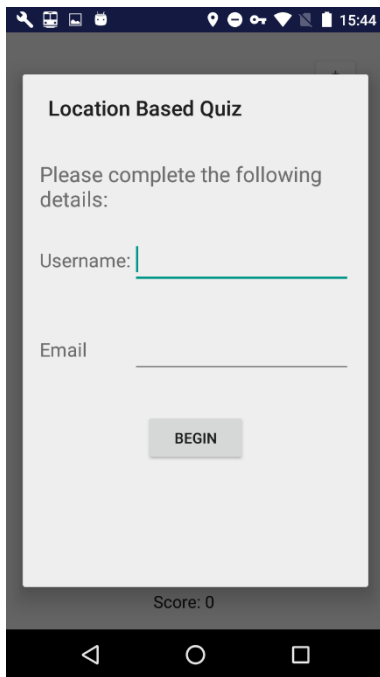 15:44
Location Based Quiz
Please complete the following
details:
Username:
Email
BEGIN
Score: 0